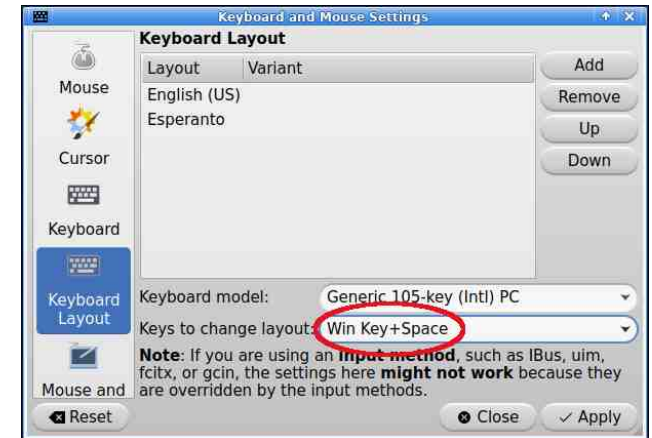 Keyboard and Mouse Settings
Mouse
Cursor
Keyboard
Keyboard
Layout
Mouse and
Keyboard Layout
Layout Variant
English (US)
Esperanto
Add
Remove
Up
Down
Keyboard model: Generic 105-key (Intl) PC
Keys to change layout: Win Key+Space
Note: If you are using an input method, such as IBus, uim,
fcitx, or gcin, the settings here might not work because they
are overridden by the input methods.
Reset
Close
Apply